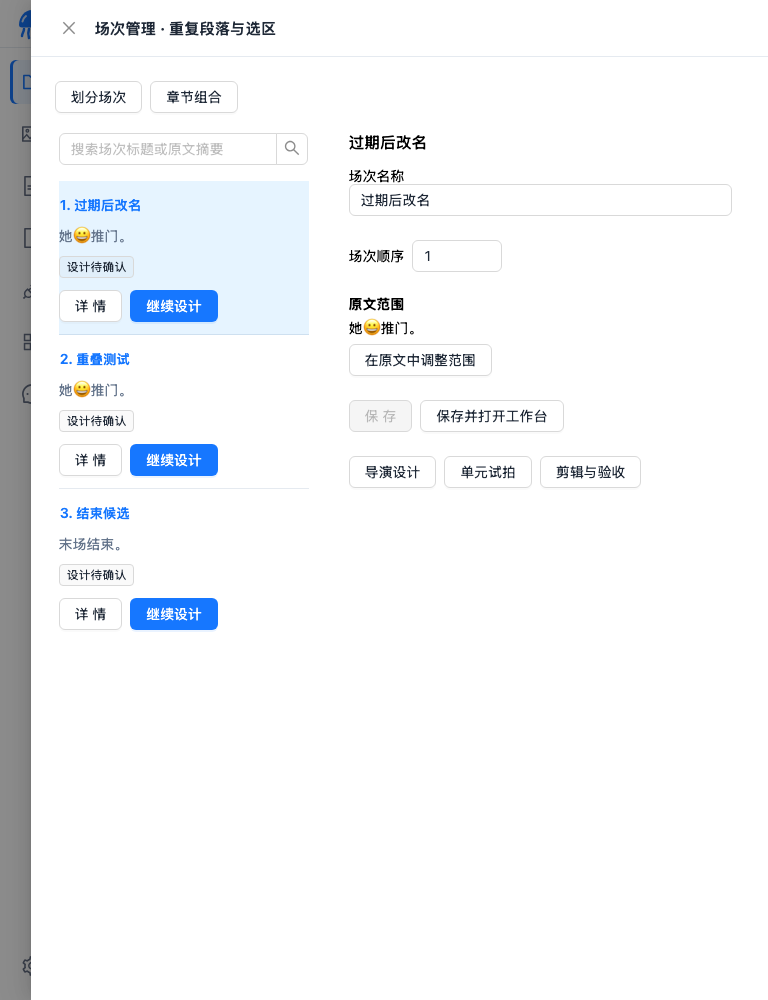 场次管理 · 重复段落与选区
划分场次
章节组合
搜索场次标题或原文摘要
1. 过期后改名
她😀推门。
设计待确认
详 情
继续设计
2. 重叠测试
她😀推门。
设计待确认
详 情
继续设计
3. 结束候选
末场结束。
设计待确认
详 情
继续设计
过期后改名
场次名称
过期后改名
场次顺序
1
原文范围
她😀推门。
在原文中调整范围
保 存
保存并打开工作台
导演设计
单元试拍
剪辑与验收